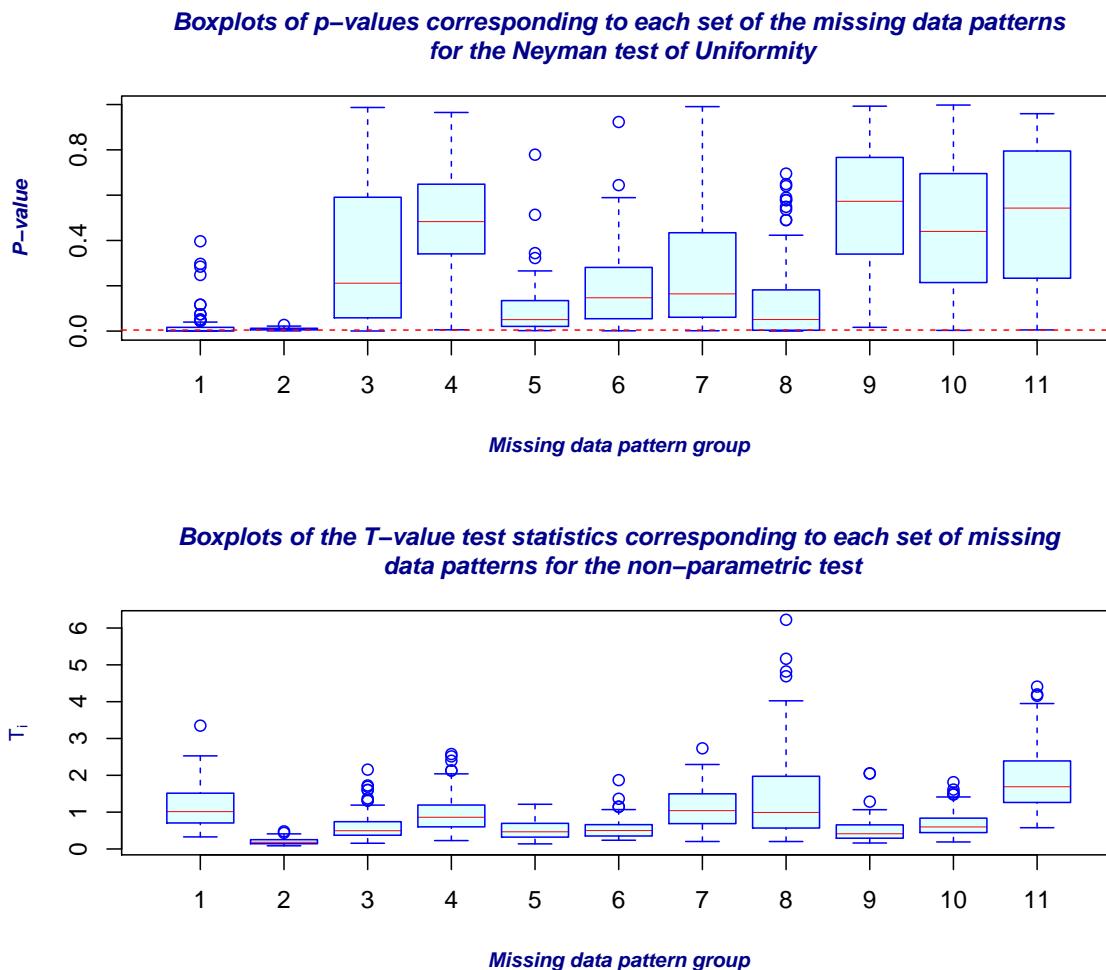 Boxplots of p−values corresponding to each set of the missing data patterns
for the Neyman test of Uniformity
P−value
0.0 0.4 0.8
1 2 3 4 5 6 7 8 9 10 11
Missing data pattern group
Boxplots of the T−value test statistics corresponding to each set of missing
data patterns for the non−parametric test
Tᵢ
0 1 2 3 4 5 6
1 2 3 4 5 6 7 8 9 10 11
Missing data pattern group